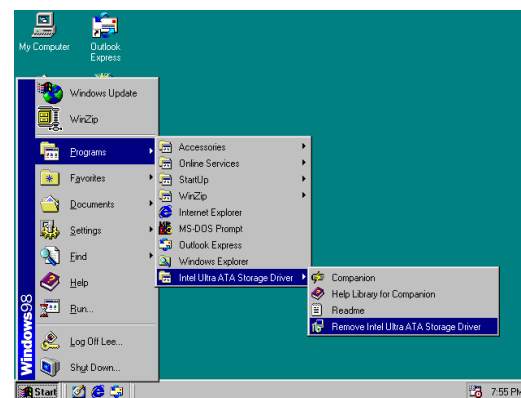 My Computer
Outlook
Express
Windows Update
WinZip
Programs
Favorites
Documents
Settings
Find
Help
Run...
Log Off Lee...
Shut Down...
Windows98
Accessories
Online Services
StartUp
WinZip
Internet Explorer
MS-DOS Prompt
Outlook Express
Windows Explorer
Intel Ultra ATA Storage Driver
Companion
Help Library for Companion
Readme
Remove Intel Ultra ATA Storage Driver
Start
7:55 PM